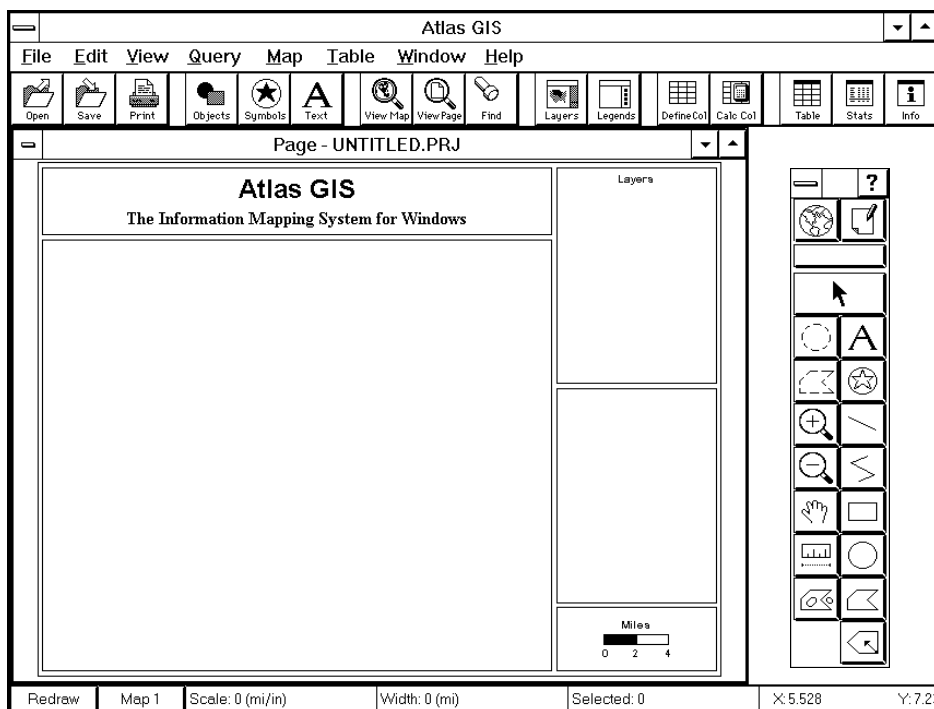 Atlas GIS
File Edit View Query Map Table Window Help
Open Save Print Objects Symbols Text View Map View Page Find Layers Legends Define Col Calc Col Table Stats Info
Page - UNTITLED.PRJ
?
Atlas GIS
The Information Mapping System for Windows
Layers
A
Miles
0 2 4
Redraw Map 1 Scale: 0 (mi/in) Width: 0 (mi) Selected: 0 X:5.528 Y:7.2